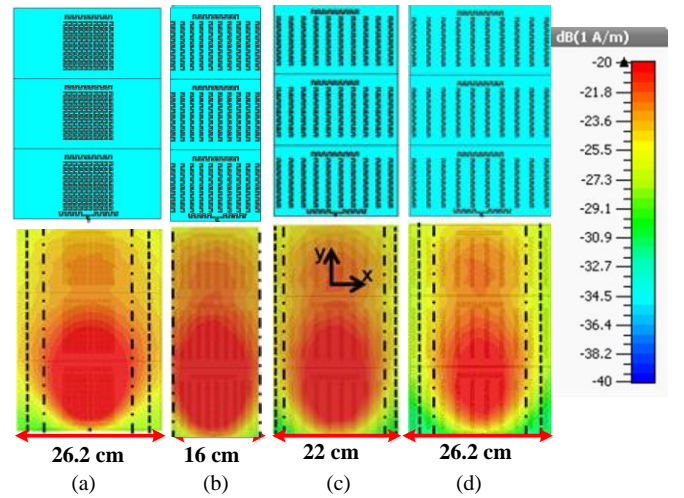 dB(1 A/m)
-20
-21.8
-23.6
-25.5
-27.3
-29.1
-30.9
-32.7
-34.5
-36.4
-38.2
-40
y
x
26.2 cm
16 cm
22 cm
26.2 cm
(a)
(b)
(c)
(d)